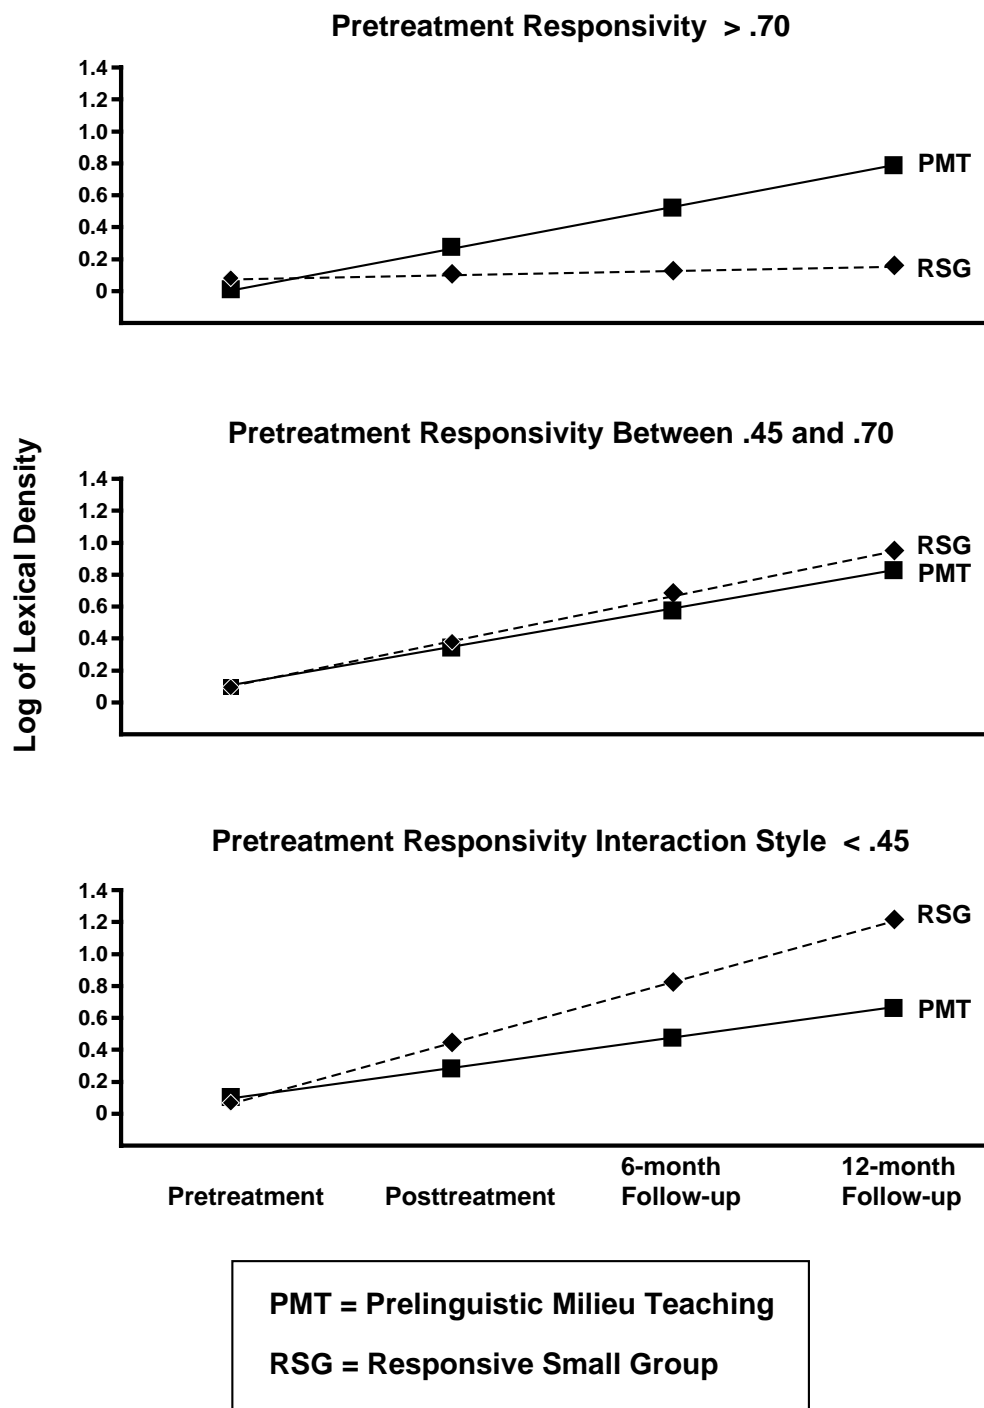 Pretreatment Responsivity > .70
1.4
1.2
1.0
0.8
0.6
0.4
0.2
0
PMT
RSG
Log of Lexical Density
Pretreatment Responsivity Between .45 and .70
1.4
1.2
1.0
0.8
0.6
0.4
0.2
0
RSG
PMT
Pretreatment Responsivity Interaction Style < .45
1.4
1.2
1.0
0.8
0.6
0.4
0.2
0
RSG
PMT
Pretreatment
Posttreatment
6-month
Follow-up
12-month
Follow-up
PMT = Prelinguistic Milieu Teaching
RSG = Responsive Small Group